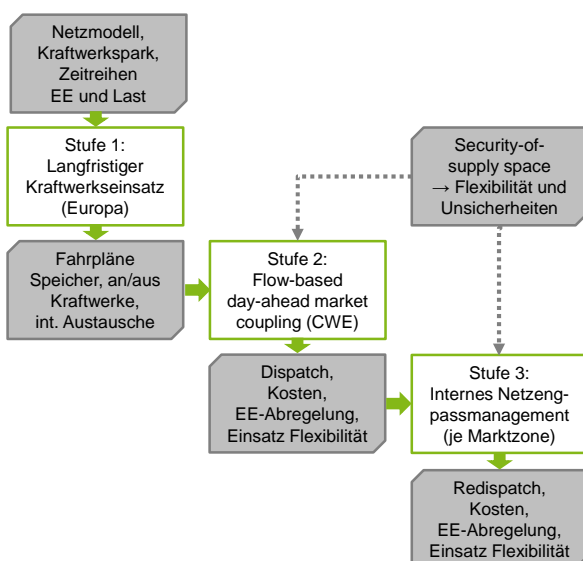 Netzmodell,
Kraftwerkspark,
Zeitreihen
EE und Last
Stufe 1:
Langfristiger
Kraftwerkseinsatz
(Europa)
Security-of-
supply space
→ Flexibilität und
Unsicherheiten
Fahrpläne
Speicher, an/aus
Kraftwerke,
int. Austausche
Stufe 2:
Flow-based
day-ahead market
coupling (CWE)
Dispatch,
Kosten,
EE-Abregelung,
Einsatz Flexibilität
Stufe 3:
Internes Netzeng-
passmanagement
(je Marktzone)
Redispatch,
Kosten,
EE-Abregelung,
Einsatz Flexibilität